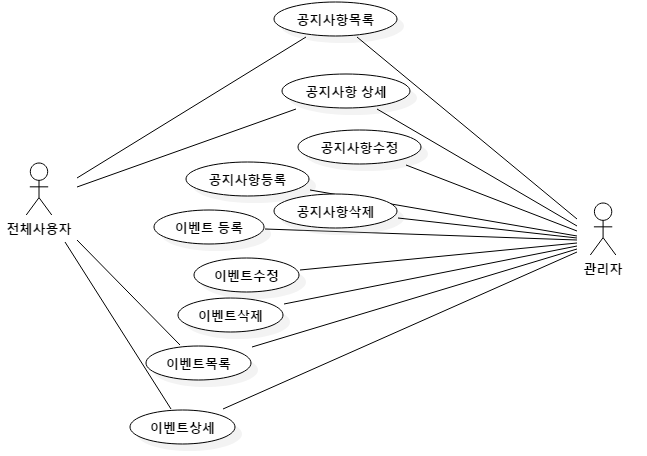 공지사항목록
공지사항 상세
공지사항수정
공지사항등록
공지사항삭제
이벤트 등록
전체사용자
관리자
이벤트수정
이벤트삭제
이벤트목록
이벤트상세